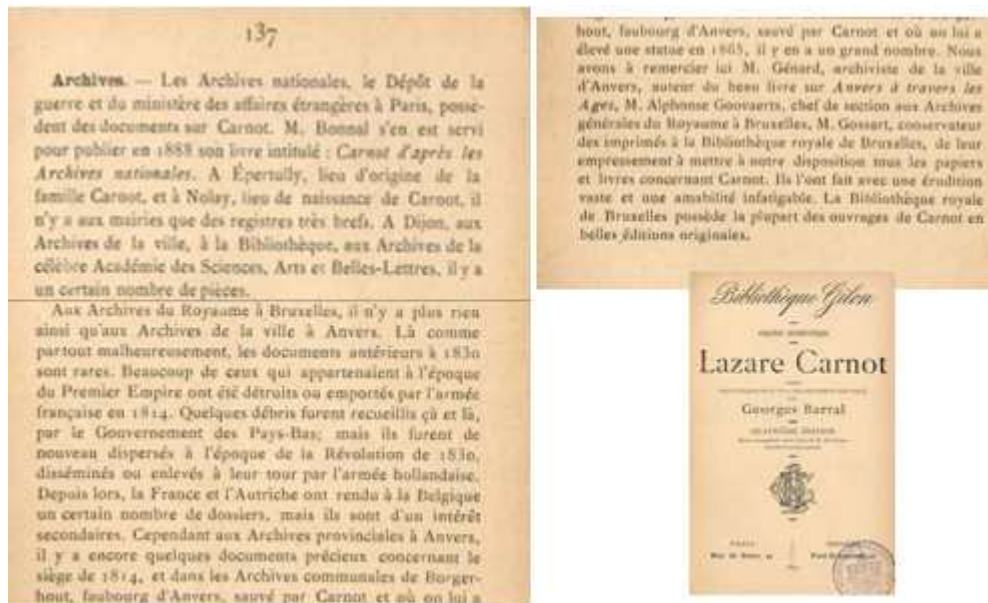 137
Archives. — Les Archives nationales, le Dépôt de la
guerre et du ministère des affaires étrangères à Paris, possè-
dent des documents sur Carnot. M. Bonnal s'en est servi
pour publier en 1888 son livre intitulé : Carnot d'après les
Archives nationales. A Épertully, lieu d'origine de la
famille Carnot, et à Nolay, lieu de naissance de Carnot, il
n'y a aux mairies que des registres très brefs. A Dijon, aux
Archives de la ville, à la Bibliothèque, aux Archives de la
célèbre Académie des Sciences, Arts et Belles-Lettres, il y a
un certain nombre de pièces.
Aux Archives du Royaume à Bruxelles, il n'y a plus rien
ainsi qu'aux Archives de la ville à Anvers. Là comme
partout malheureusement, les documents antérieurs à 1830
sont rares. Beaucoup de ceux qui appartenaient à l'époque
du Premier Empire ont été détruits ou emportés par l'armée
française en 1814. Quelques débris furent recueillis çà et là,
par le Gouvernement des Pays-Bas; mais ils furent de
nouveau dispersés à l'époque de la Révolution de 1830,
disséminés ou enlevés à leur tour par l'armée hollandaise.
Depuis lors, la France et l'Autriche ont rendu à la Belgique
un certain nombre de dossiers, mais ils sont d'un intérêt
secondaires. Cependant aux Archives provinciales à Anvers,
il y a encore quelques documents précieux concernant le
siège de 1814, et dans les Archives communales de Borger-
hout, faubourg d'Anvers, sauvé par Carnot et où on lui a
hout, faubourg d'Anvers, sauvé par Carnot et où on lui a
élevé une statue en 1865, il y en a un grand nombre. Nous
avons à remercier ici M. Génard, archiviste de la ville
d'Anvers, auteur du beau livre sur Anvers à travers les
Ages, M. Alphonse Goovaerts, chef de section aux Archives
générales du Royaume à Bruxelles, M. Gossart, conservateur
des imprimés à la Bibliothèque royale de Bruxelles, de leur
empressement à mettre à notre disposition tous les papiers
et livres concernant Carnot. Ils l'ont fait avec une érudition
vaste et une amabilité infatigable. La Bibliothèque royale
de Bruxelles possède la plupart des ouvrages de Carnot en
belles éditions originales.
Bibliothèque Gilon
Lazare Carnot
Georges Barral
PARIS